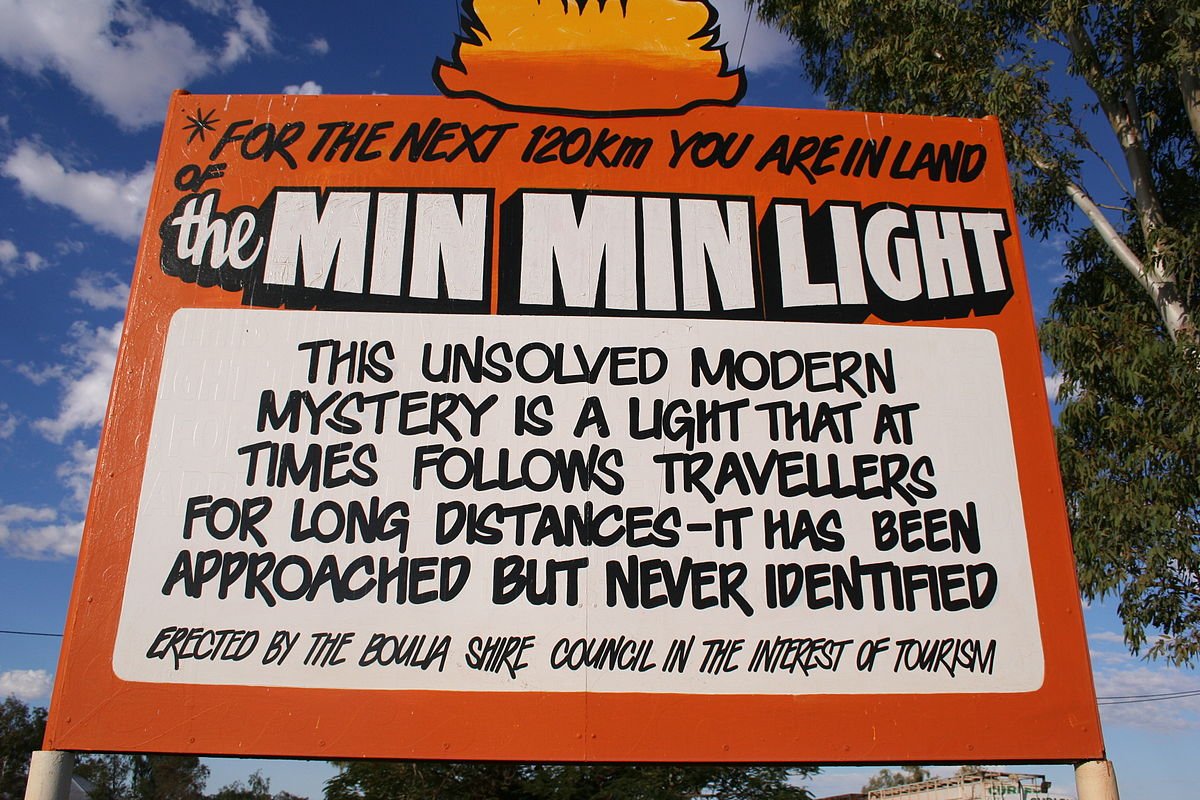 * FOR THE NEXT 120Km YOU ARE IN LAND
OF
the MIN MIN LIGHT
THIS UNSOLVED MODERN
MYSTERY IS A LIGHT THAT AT
TIMES FOLLOWS TRAVELLERS
FOR LONG DISTANCES-IT HAS BEEN
APPROACHED BUT NEVER IDENTIFIED
ERECTED BY THE BOULIA SHIRE COUNCIL IN THE INTEREST OF TOURISM